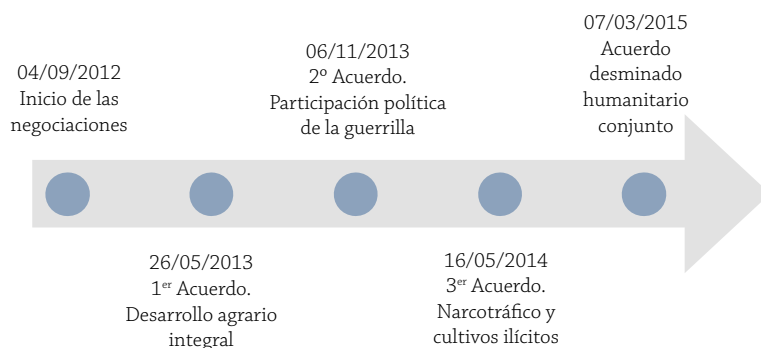 04/09/2012
Inicio de las
negociaciones
26/05/2013
1er Acuerdo.
Desarrollo agrario
integral
06/11/2013
2º Acuerdo.
Participación política
de la guerrilla
16/05/2014
3er Acuerdo.
Narcotráfico y
cultivos ilícitos
07/03/2015
Acuerdo
desminado
humanitario
conjunto